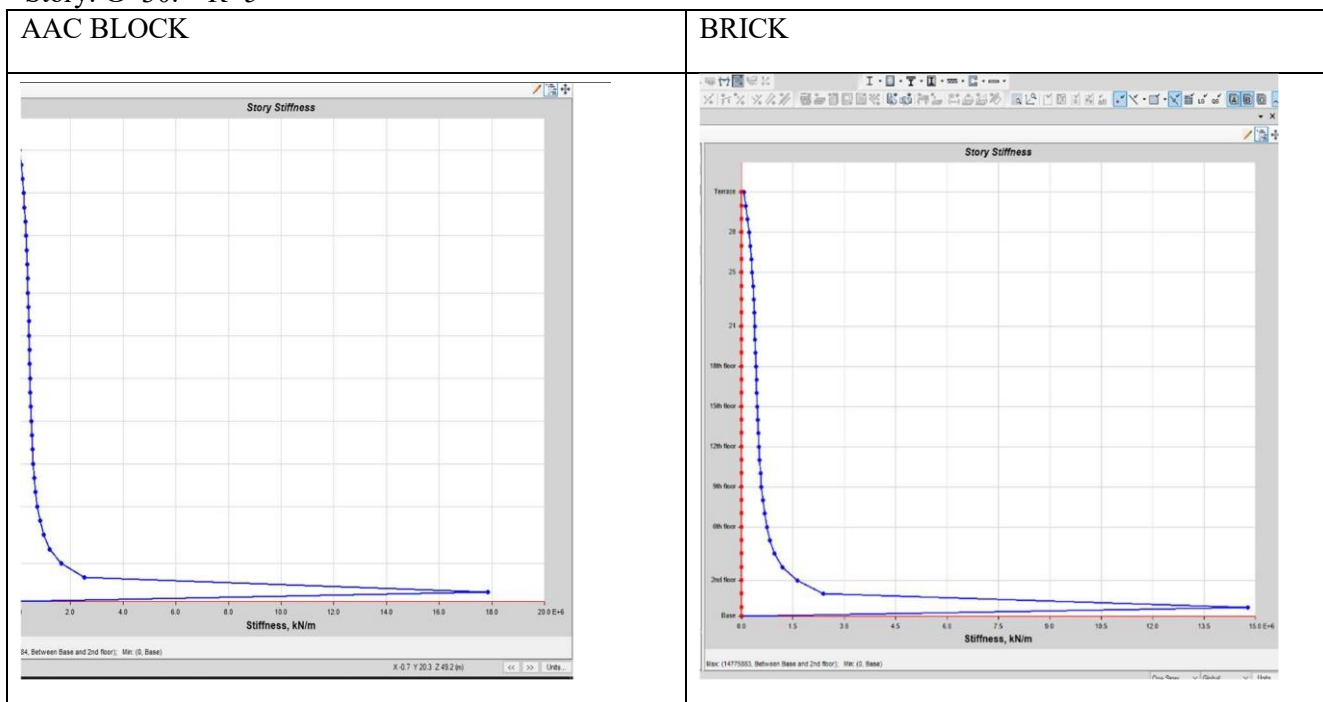 AAC BLOCK
BRICK
Story Stiffness
2.0 4.0 6.0 8.0 10.0 12.0 14.0 16.0 18.0 20.0 E+6
Stiffness, kN/m
Between Base and 2nd floor); Min: (0, Base)
X -0.7 Y 20.3 Z 49.2 (m) << >> Units...
Story Stiffness
Terrace
28
25
21
18th floor
15th floor
12th floor
9th floor
6th floor
2nd floor
Base
0.0 1.5 3.0 4.5 6.0 7.5 9.0 10.5 12.0 13.5 15.0 E+6
Stiffness, kN/m
Max: (14775883, Between Base and 2nd floor); Min: (0, Base)
One Story Global Units